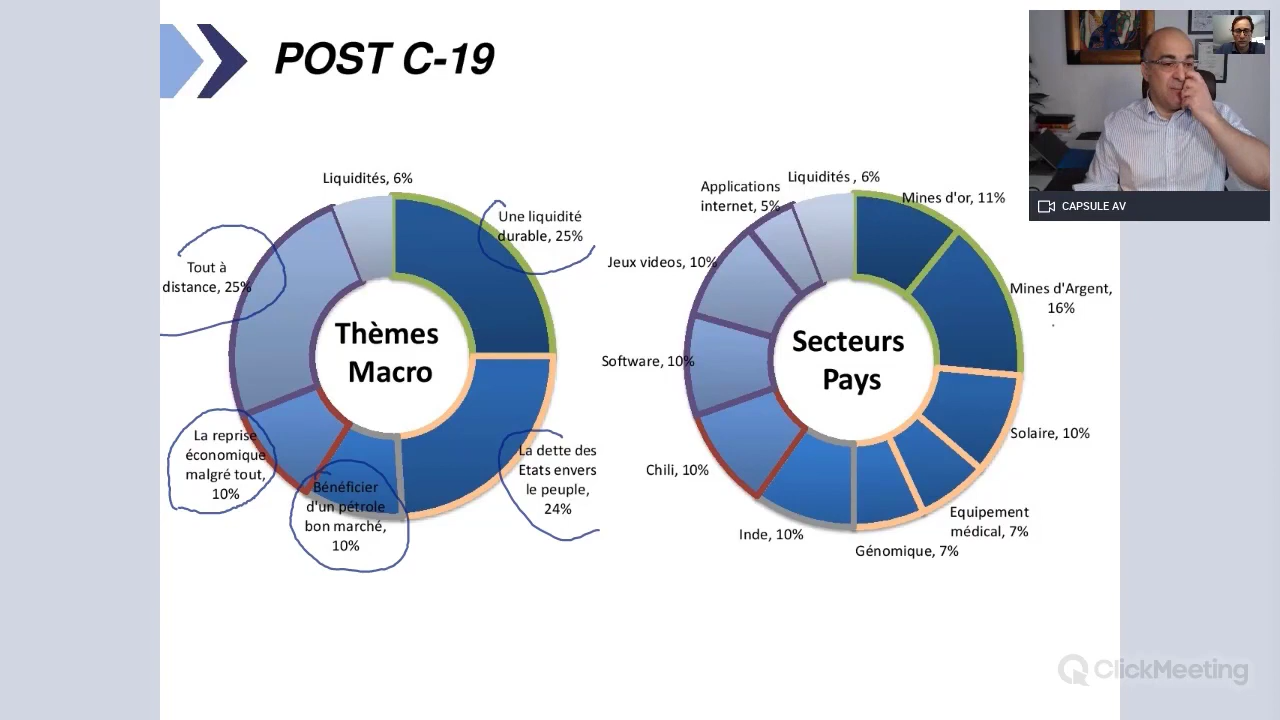 POST C-19
CAPSULE AV
Liquidités, 6%
Une liquidité
durable, 25%
Tout à
distance, 25%
Thèmes
Macro
La reprise
économique
malgré tout,
10%
Bénéficier
d'un pétrole
bon marché,
10%
La dette des
Etats envers
le peuple,
24%
Liquidités , 6%
Applications
internet, 5%
Mines d'or, 11%
Jeux videos, 10%
Mines d'Argent,
16%
Secteurs
Pays
Software, 10%
Solaire, 10%
Chili, 10%
Equipement
médical, 7%
Inde, 10%
Génomique, 7%
ClickMeeting